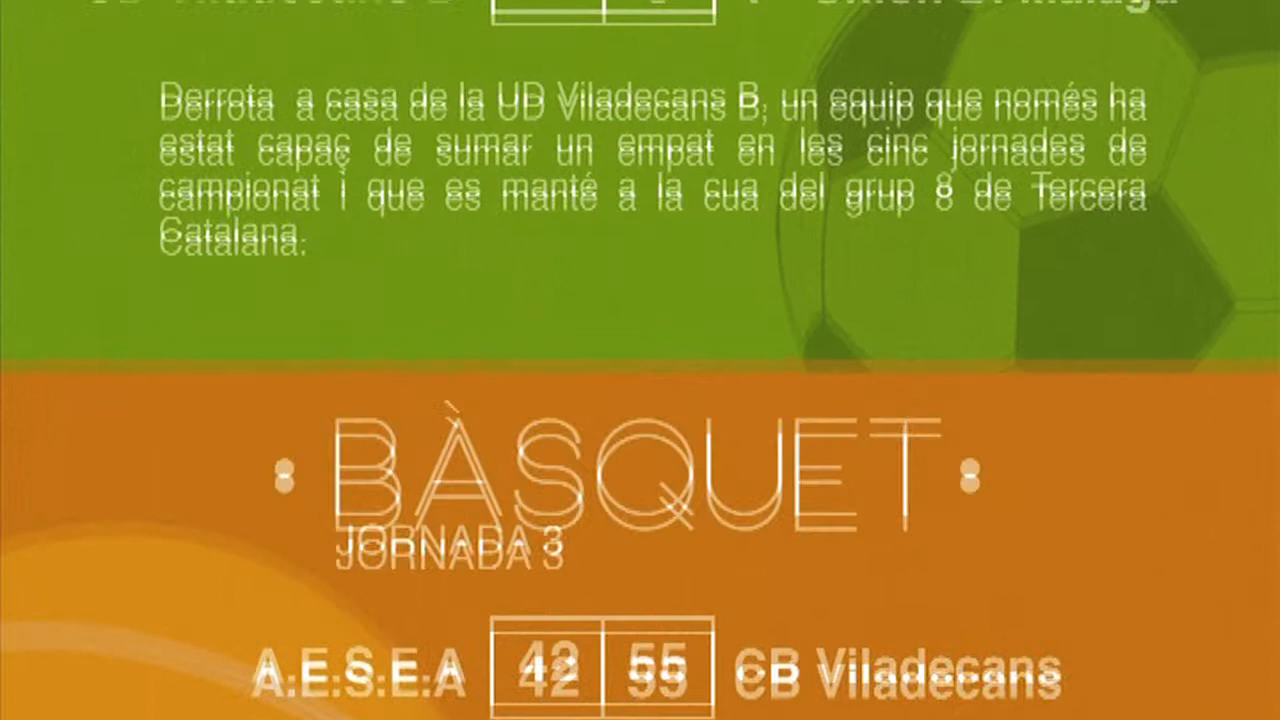 Derrota a casa de la UD Viladecans B, un equip que només ha
estat capaç de sumar un empat en les cinc jornades de
campionat i que es manté a la cua del grup 8 de Tercera
Catalana.
• BÀSQUET •
JORNADA 3
A.E.S.E.A 42 55 CB Viladecans